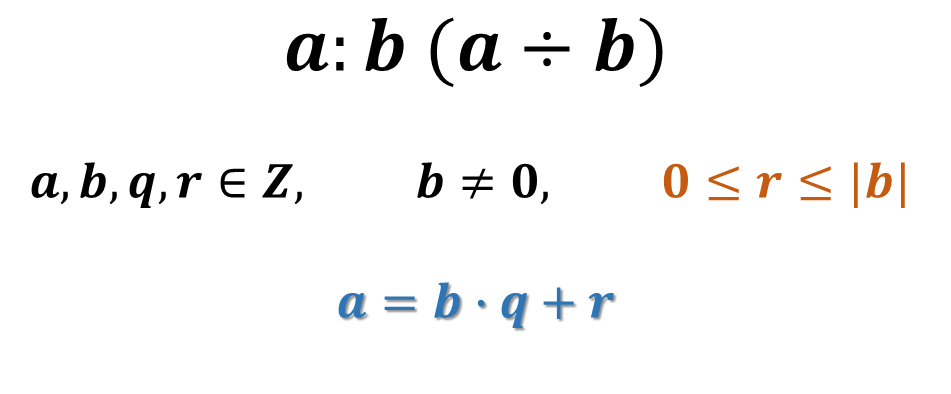 a: b (a ÷ b)
a, b, q, r ∈ Z, b ≠ 0, 0 ≤ r ≤ |b|
a = b · q + r